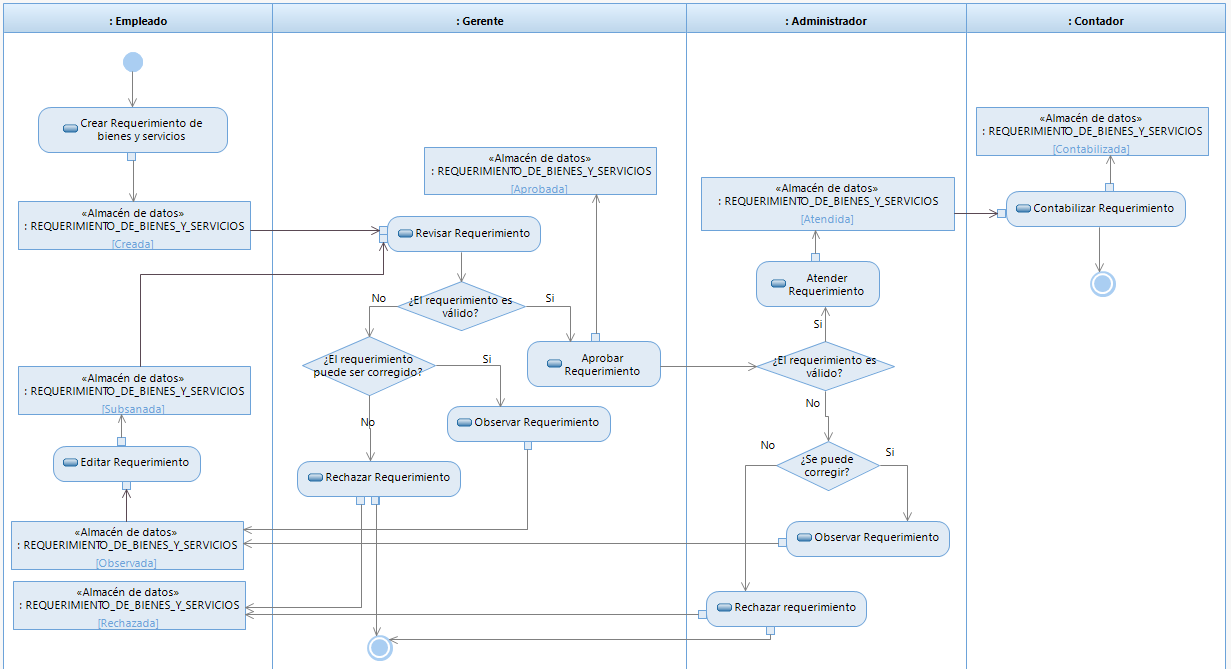 : Empleado
: Gerente
: Administrador
: Contador
Crear Requerimiento de
bienes y servicios
«Almacén de datos»
: REQUERIMIENTO_DE_BIENES_Y_SERVICIOS
[Creada]
«Almacén de datos»
: REQUERIMIENTO_DE_BIENES_Y_SERVICIOS
[Subsanada]
Editar Requerimiento
«Almacén de datos»
: REQUERIMIENTO_DE_BIENES_Y_SERVICIOS
[Observada]
«Almacén de datos»
: REQUERIMIENTO_DE_BIENES_Y_SERVICIOS
[Rechazada]
«Almacén de datos»
: REQUERIMIENTO_DE_BIENES_Y_SERVICIOS
[Aprobada]
Revisar Requerimiento
No
¿El requerimiento es
válido?
Si
¿El requerimiento
puede ser corregido?
Si
Aprobar
Requerimiento
No
Observar Requerimiento
Rechazar Requerimiento
«Almacén de datos»
: REQUERIMIENTO_DE_BIENES_Y_SERVICIOS
[Atendida]
Atender
Requerimiento
Si
¿El requerimiento es
válido?
No
No
¿Se puede
corregir?
Si
Observar Requerimiento
Rechazar requerimiento
«Almacén de datos»
: REQUERIMIENTO_DE_BIENES_Y_SERVICIOS
[Contabilizada]
Contabilizar Requerimiento